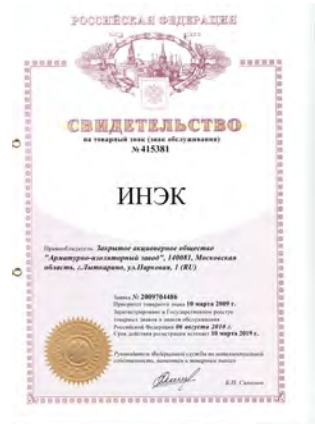 РОССИЙСКАЯ ФЕДЕРАЦИЯ
СВИДЕТЕЛЬСТВО
на товарный знак (знак обслуживания)
№ 415381
ИНЭК
Правообладатель: Закрытое акционерное общество
"Арматурно-изоляторный завод", 140081, Московская
область, г.Лыткарино, ул.Парковая, 1 (RU)
Заявка № 2009704486
Приоритет товарного знака 10 марта 2009 г.
Зарегистрировано в Государственном реестре
товарных знаков и знаков обслуживания
Российской Федерации 06 августа 2010 г.
Срок действия регистрации истекает 10 марта 2019 г.
Руководитель Федеральной службы по интеллектуальной
собственности, патентам и товарным знакам
Б.П. Симонов